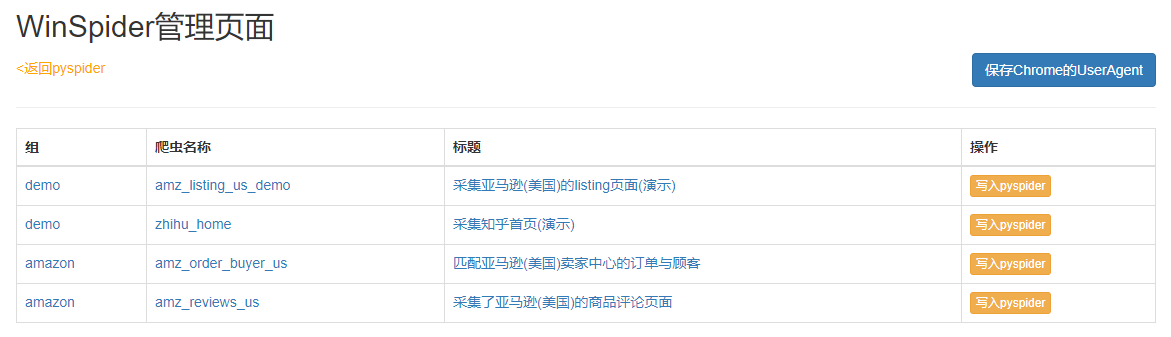 WinSpider管理页面
<返回pyspider
保存Chrome的UserAgent
组 爬虫名称 标题 操作
demo amz_listing_us_demo 采集亚马逊(美国)的listing页面(演示) 写入pyspider
demo zhihu_home 采集知乎首页(演示) 写入pyspider
amazon amz_order_buyer_us 匹配亚马逊(美国)卖家中心的订单与顾客 写入pyspider
amazon amz_reviews_us 采集了亚马逊(美国)的商品评论页面 写入pyspider